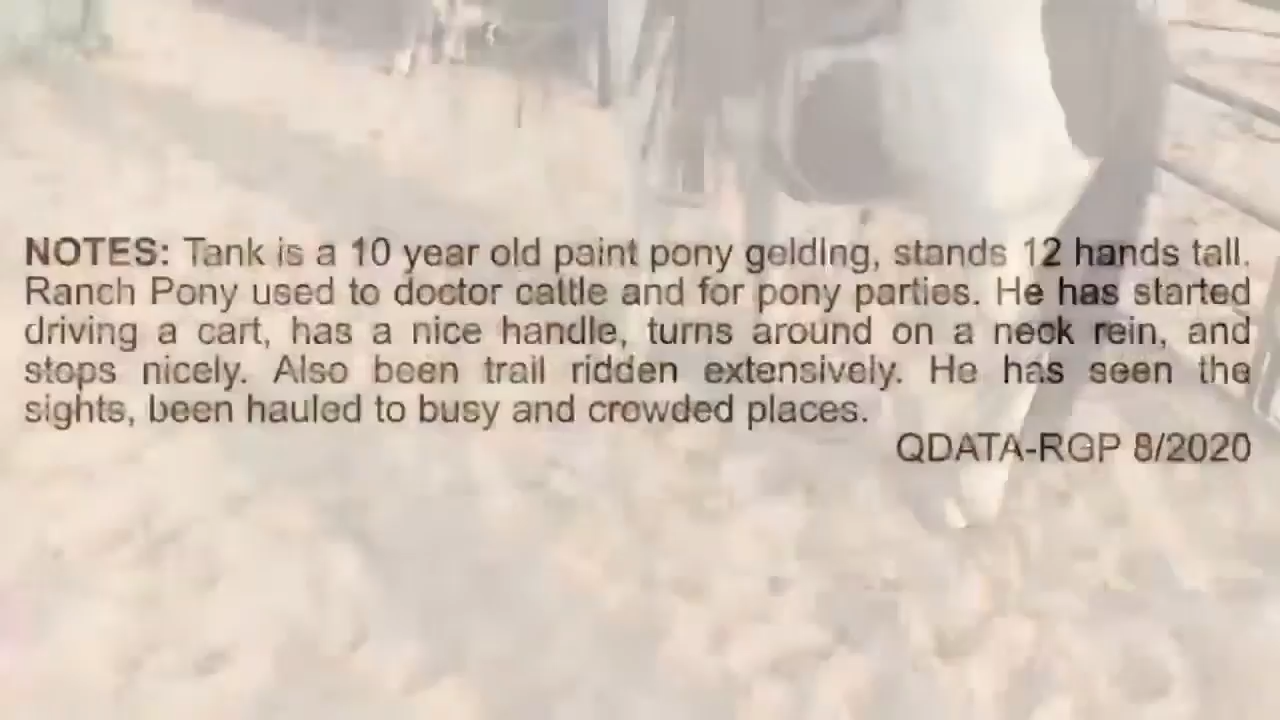 NOTES: Tank is a 10 year old paint pony gelding, stands 12 hands tall.
Ranch Pony used to doctor cattle and for pony parties. He has started
driving a cart, has a nice handle, turns around on a neck rein, and
stops nicely. Also been trail ridden extensively. He has seen the
sights, been hauled to busy and crowded places.
QDATA-RGP 8/2020